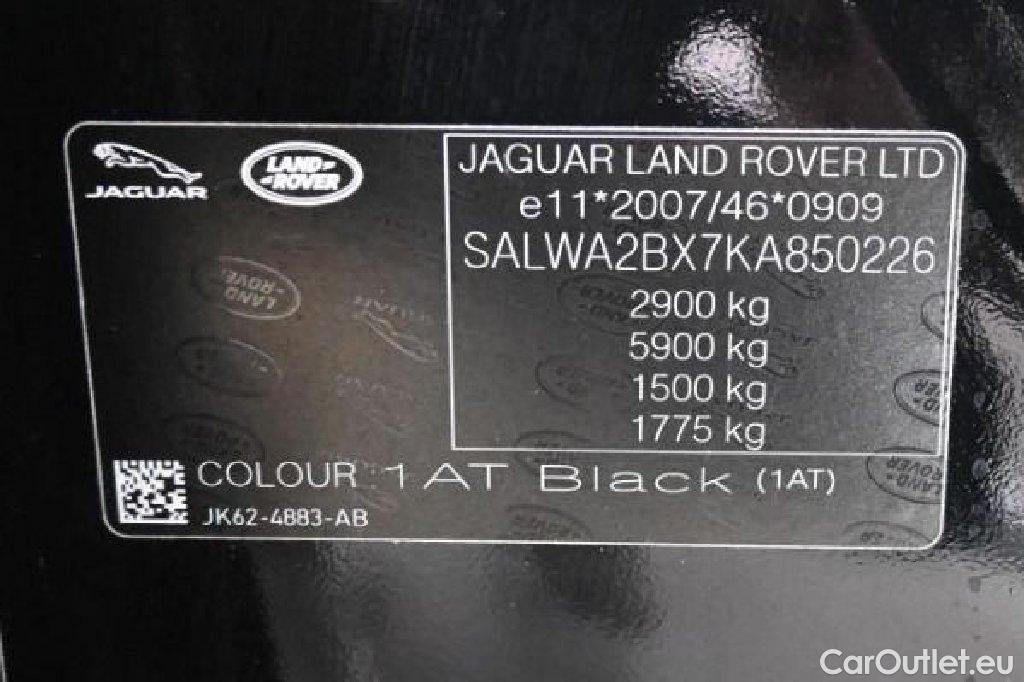 JAGUAR
LAND-
-ROVER
JAGUAR LAND ROVER LTD
e11*2007/46*0909
SALWA2BX7KA850226
2900 kg
5900 kg
1500 kg
1775 kg
COLOUR : 1AT Black (1AT)
JK62-4883-AB
CarOutlet.eu